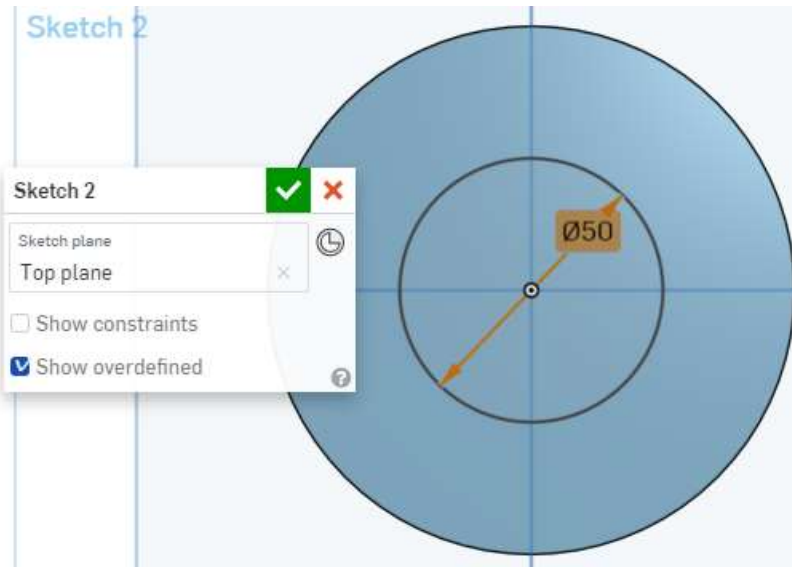 Sketch 2
Sketch 2
Sketch plane
Top plane
Show constraints
Show overdefined
?
Ø50